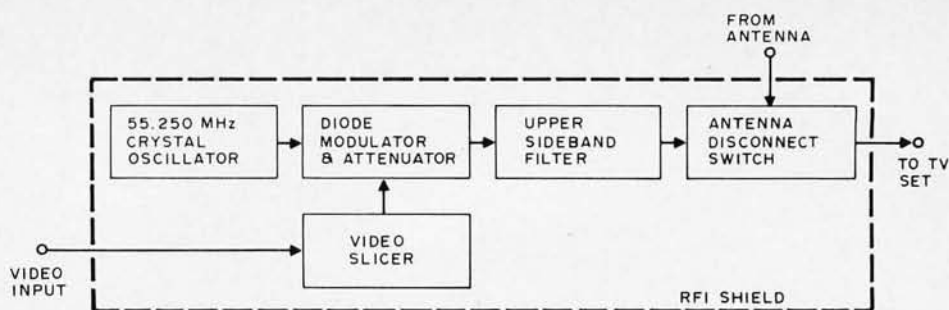 FROM
ANTENNA
55.250 MHz
CRYSTAL
OSCILLATOR
DIODE
MODULATOR
& ATTENUATOR
UPPER
SIDEBAND
FILTER
ANTENNA
DISCONNECT
SWITCH
TO TV
SET
VIDEO
SLICER
VIDEO
INPUT
RFI SHIELD